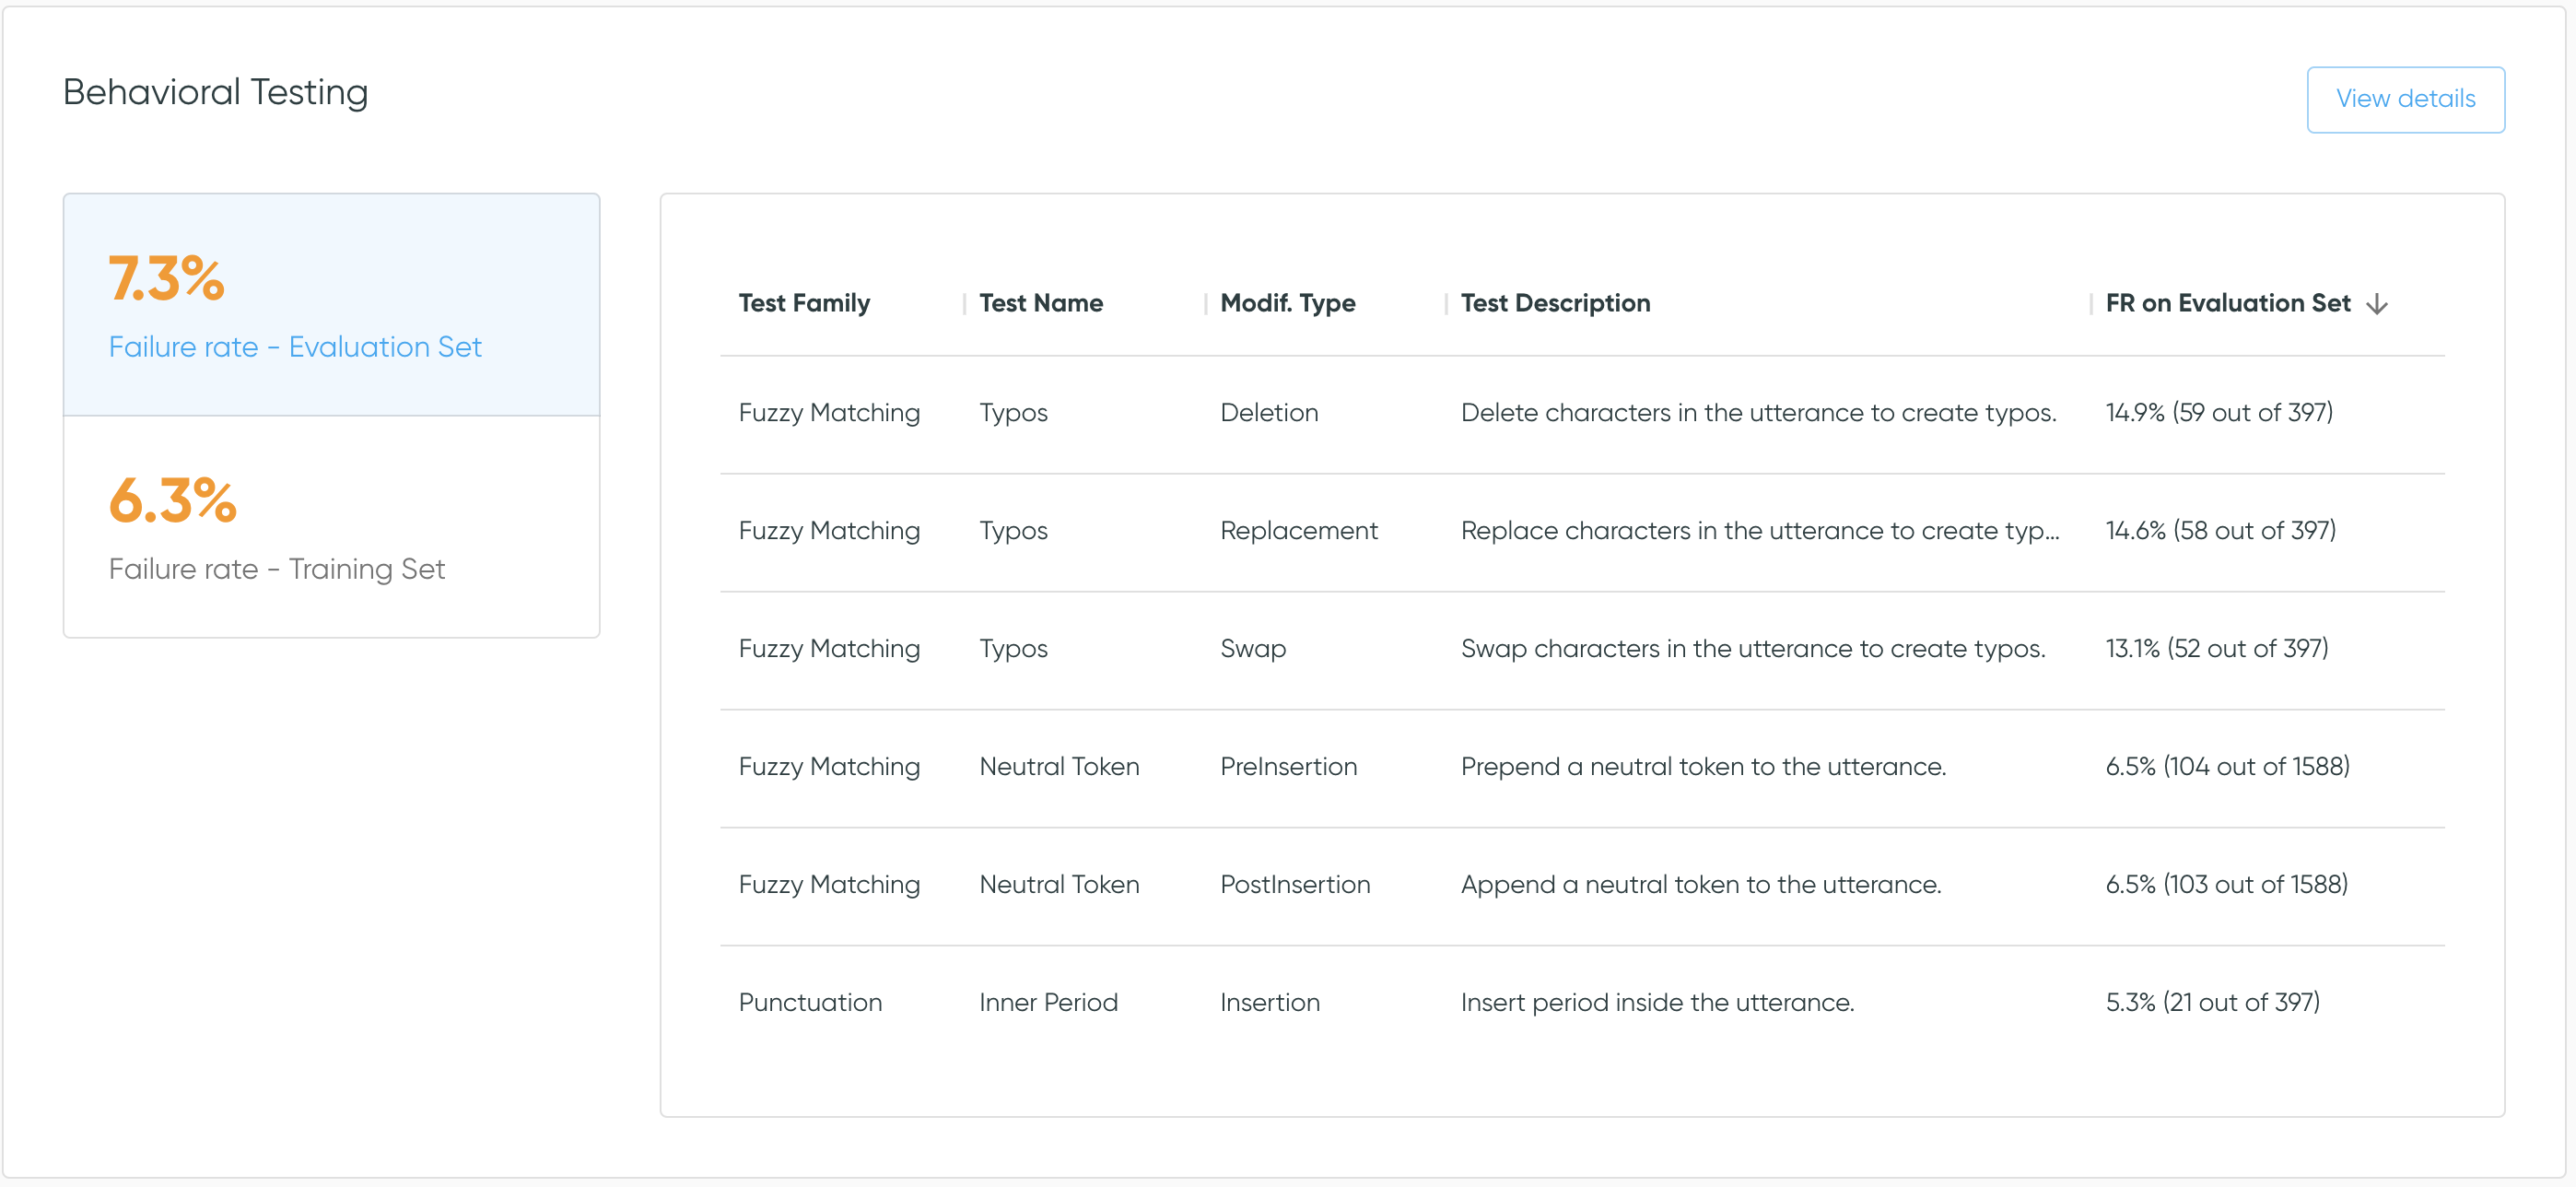 Behavioral Testing
View details
7.3%
Failure rate - Evaluation Set
6.3%
Failure rate - Training Set
Test Family Test Name Modif. Type Test Description FR on Evaluation Set
Fuzzy Matching Typos Deletion Delete characters in the utterance to create typos. 14.9% (59 out of 397)
Fuzzy Matching Typos Replacement Replace characters in the utterance to create typ... 14.6% (58 out of 397)
Fuzzy Matching Typos Swap Swap characters in the utterance to create typos. 13.1% (52 out of 397)
Fuzzy Matching Neutral Token PreInsertion Prepend a neutral token to the utterance. 6.5% (104 out of 1588)
Fuzzy Matching Neutral Token PostInsertion Append a neutral token to the utterance. 6.5% (103 out of 1588)
Punctuation Inner Period Insertion Insert period inside the utterance. 5.3% (21 out of 397)